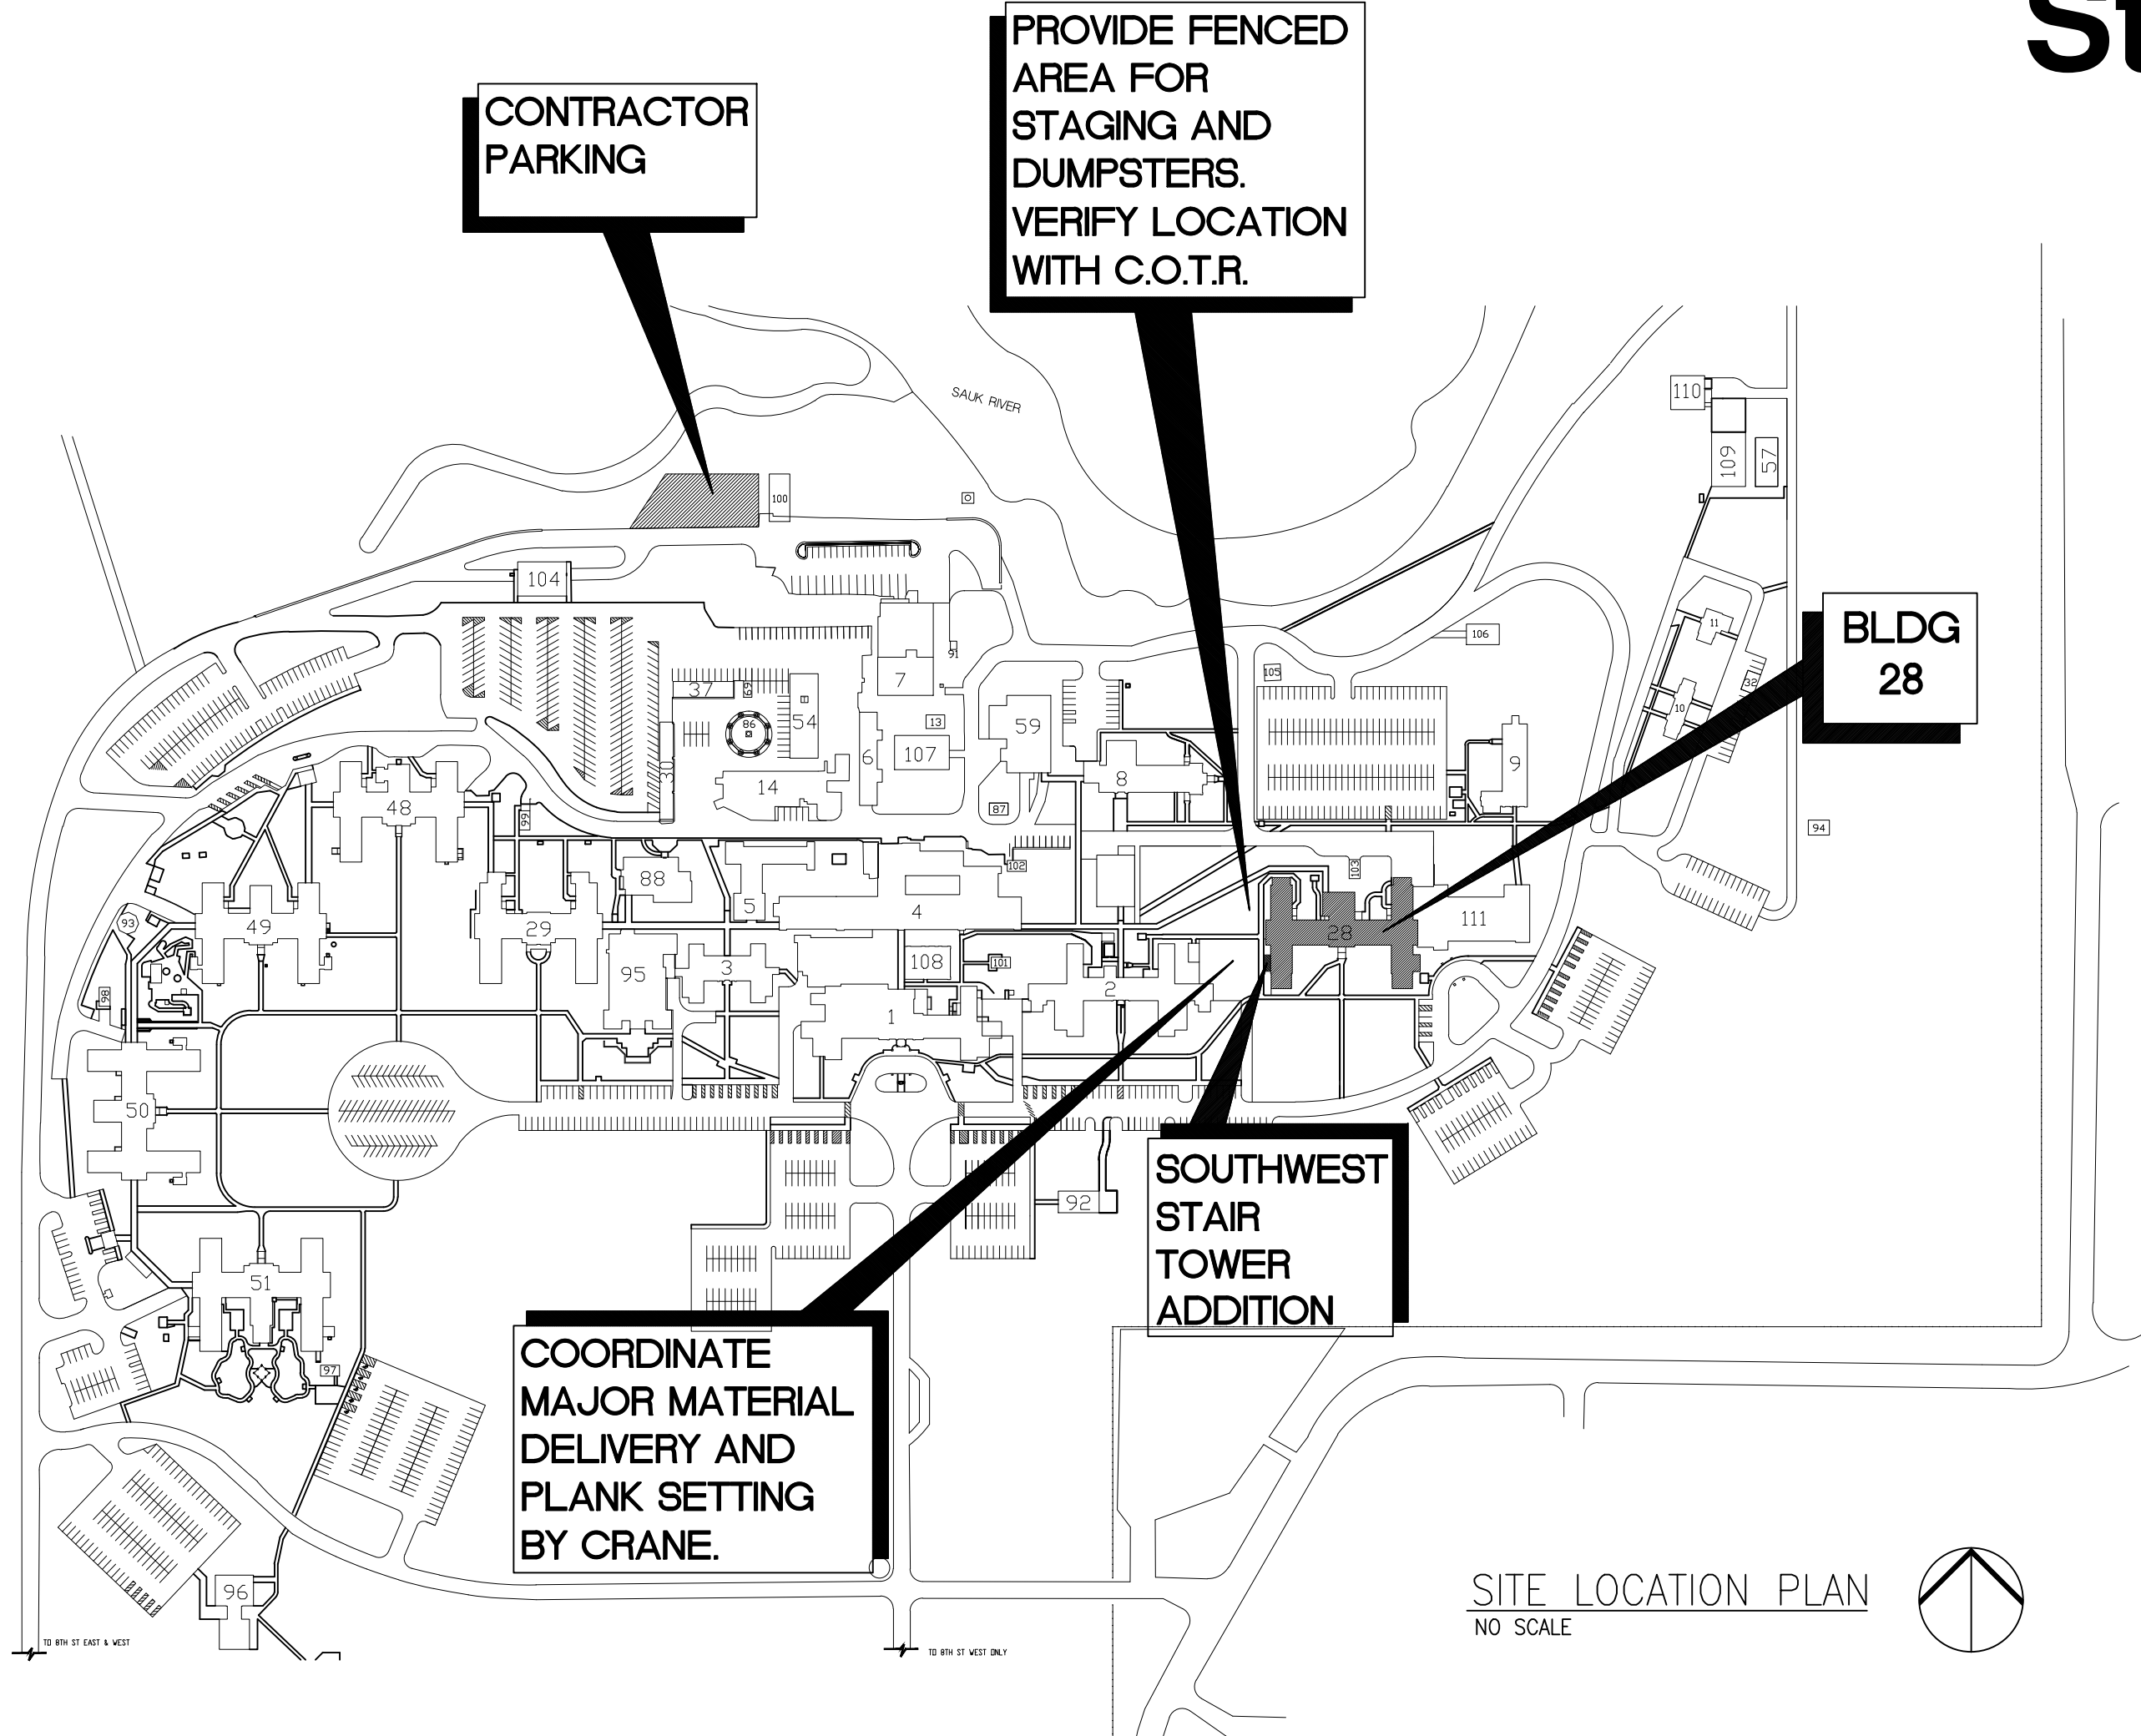 St
PROVIDE FENCED
AREA FOR
STAGING AND
DUMPSTERS.
VERIFY LOCATION
WITH C.O.T.R.
CONTRACTOR
PARKING
SAUK RIVER
110
109
57
100
104
11
BLDG
28
106
105
32
10
91
7
37
69
54
86
13
59
107
6
30
14
8
9
87
94
48
99
102
103
88
5
4
49
93
29
28
111
95
3
108
101
2
98
1
50
92
SOUTHWEST
STAIR
TOWER
ADDITION
51
97
COORDINATE
MAJOR MATERIAL
DELIVERY AND
PLANK SETTING
BY CRANE.
96
SITE LOCATION PLAN
NO SCALE
TO 8TH ST EAST & WEST
TO 8TH ST WEST ONLY